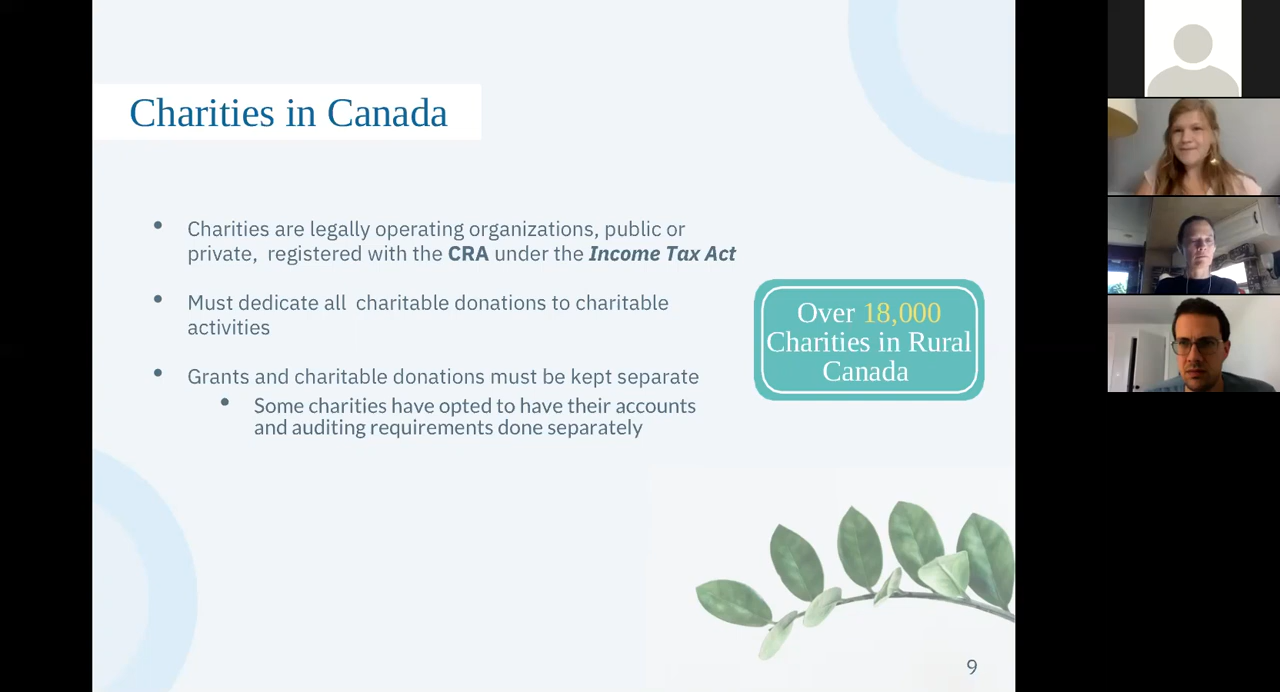 Charities in Canada
• Charities are legally operating organizations, public or
private, registered with the CRA under the Income Tax Act
• Must dedicate all charitable donations to charitable
activities
• Grants and charitable donations must be kept separate
• Some charities have opted to have their accounts
and auditing requirements done separately
Over 18,000
Charities in Rural
Canada
9